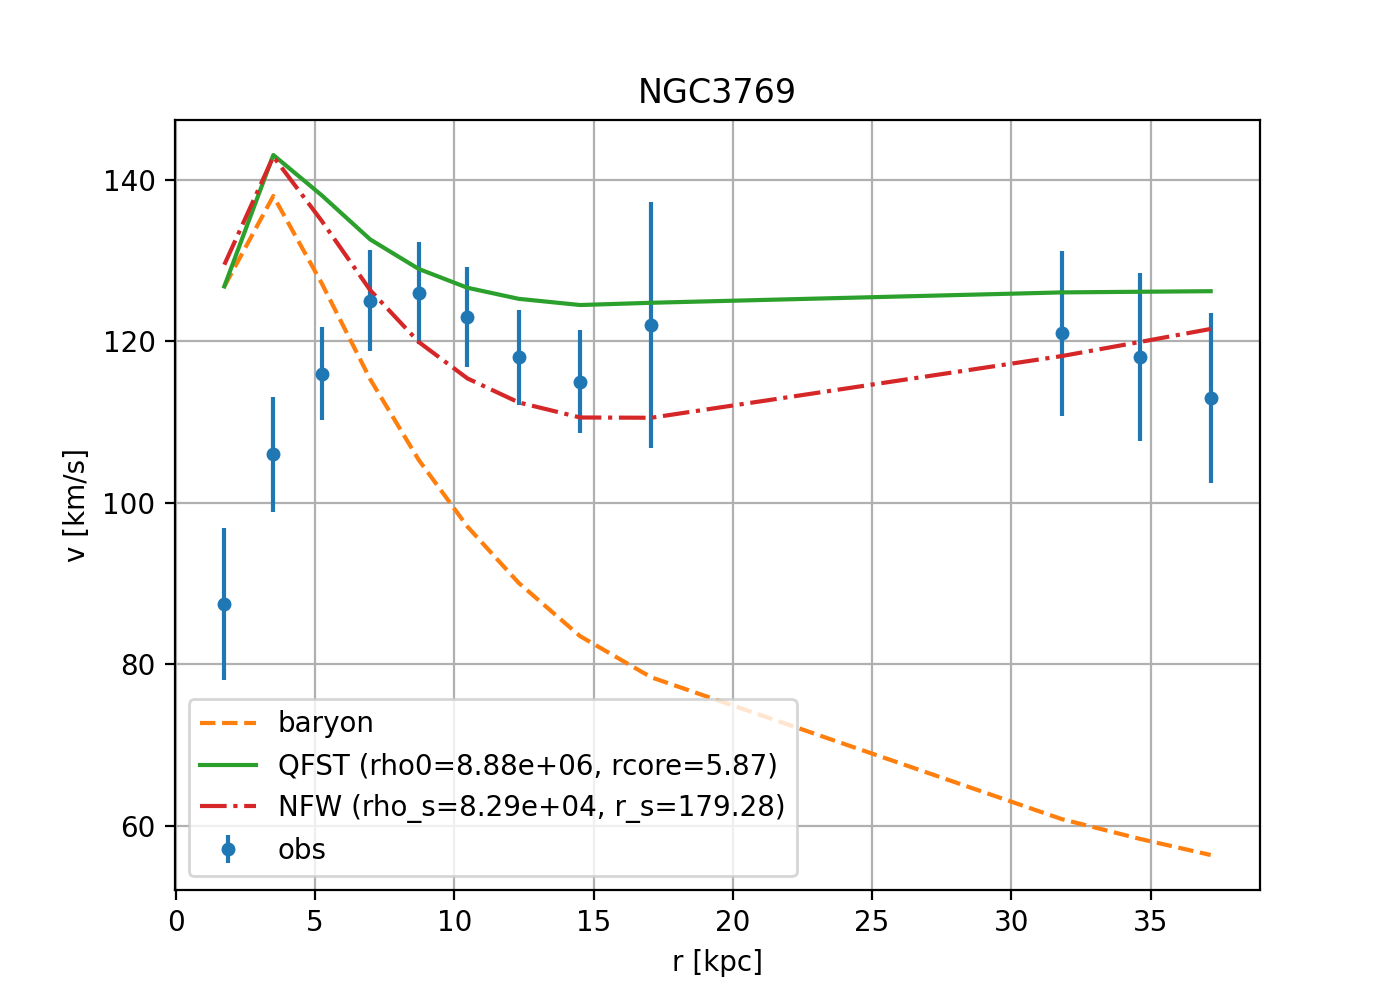 NGC3769
140
120
100
80
60
v [km/s]
baryon
QFST (rho0=8.88e+06, rcore=5.87)
NFW (rho_s=8.29e+04, r_s=179.28)
obs
0 5 10 15 20 25 30 35
r [kpc]